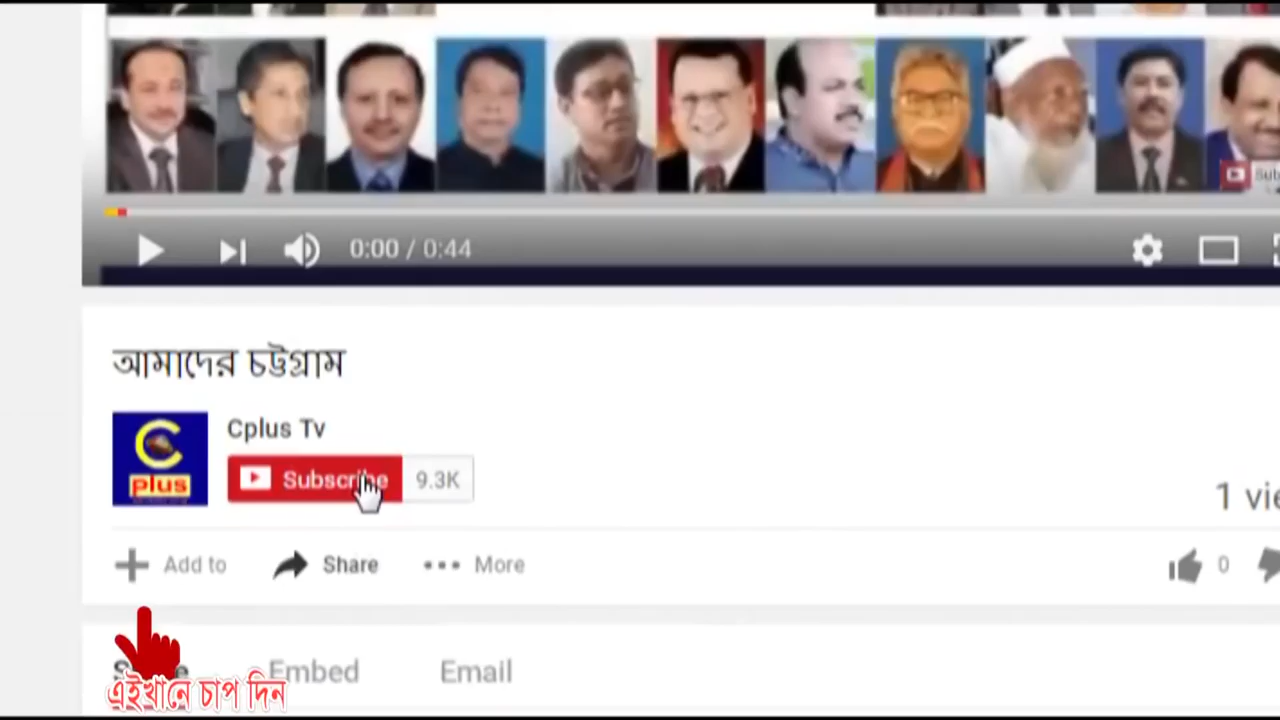 0:00 / 0:44
আমাদের চট্টগ্রাম
Cplus Tv
C
plus
Subscribe 9.3K
1
Add to Share More
0
Embed Email
এইখানে চাপ দিন